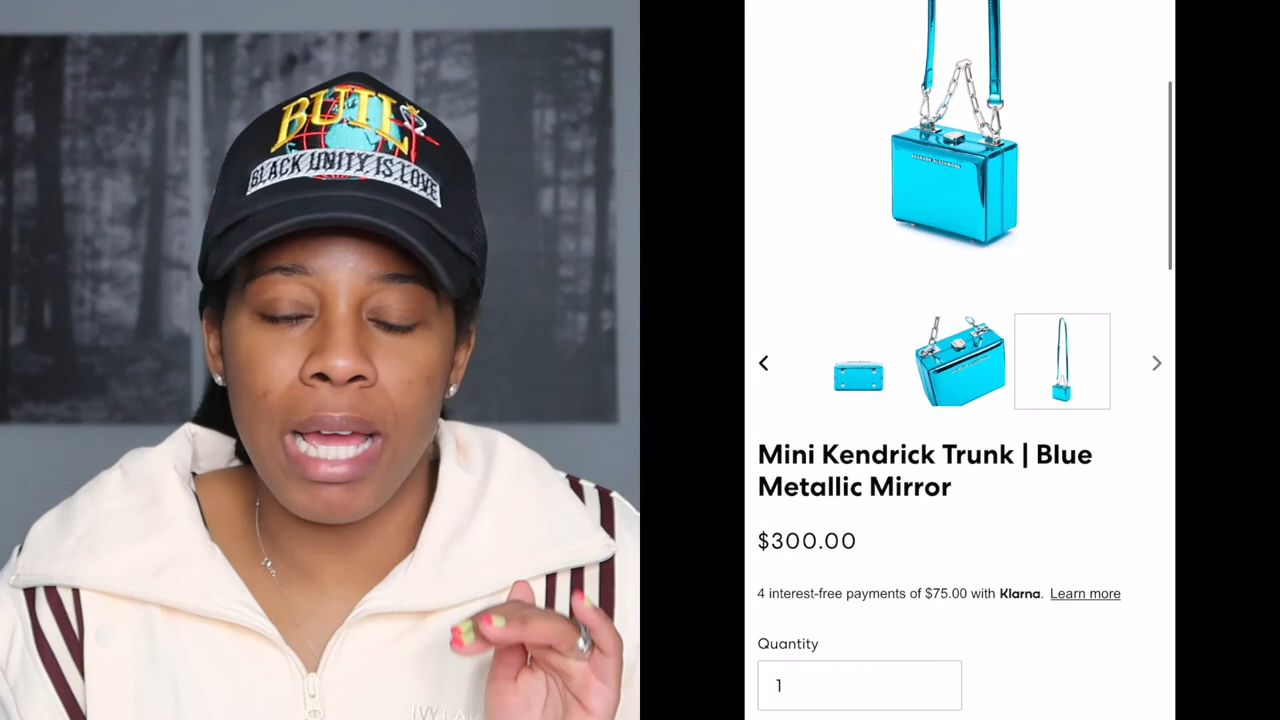 BUIL
BLACK UNITY IS LOVE
Mini Kendrick Trunk | Blue
Metallic Mirror
$300.00
4 interest-free payments of $75.00 with Klarna. Learn more
Quantity
1